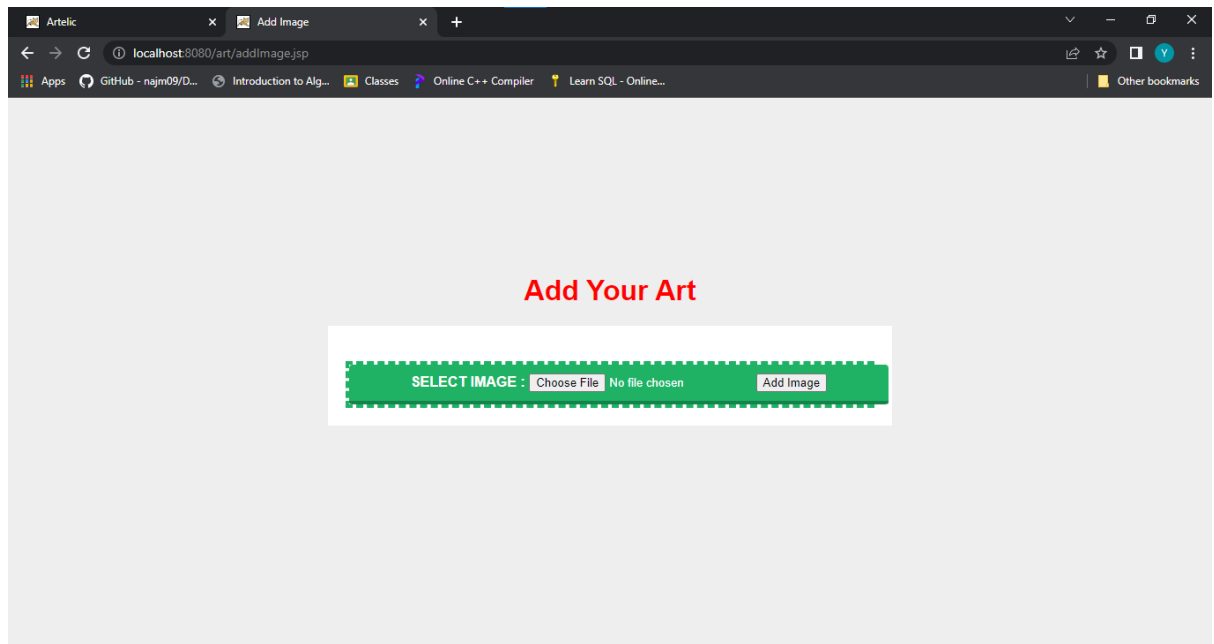 Artelic
Add Image
localhost:8080/art/addImage.jsp
Y
Apps
GitHub - najm09/D...
Introduction to Alg...
Classes
Online C++ Compiler
Learn SQL - Online...
Other bookmarks
Add Your Art
SELECT IMAGE : Choose File No file chosen Add Image